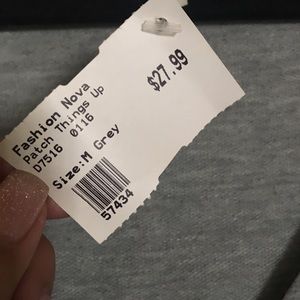 $27.99
Fashion Nova
Patch Things Up
D7516 0116
Size:M Grey
57434